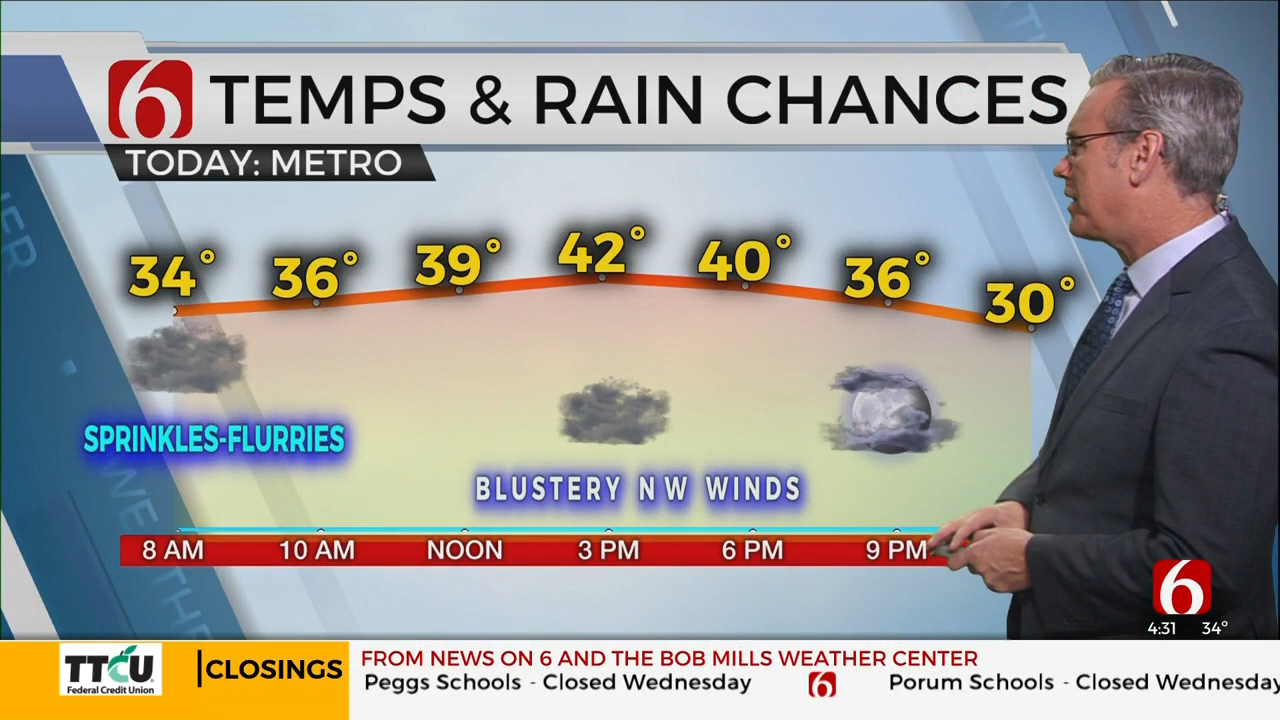 6 TEMPS & RAIN CHANCES
TODAY: METRO
34° 36° 39° 42° 40° 36° 30°
SPRINKLES-FLURRIES
BLUSTERY NW WINDS
8 AM 10 AM NOON 3 PM 6 PM 9 PM
6
4:31 34°
TTCU
Federal Credit Union
CLOSINGS
FROM NEWS ON 6 AND THE BOB MILLS WEATHER CENTER
Peggs Schools - Closed Wednesday 6 Porum Schools - Closed Wednesday